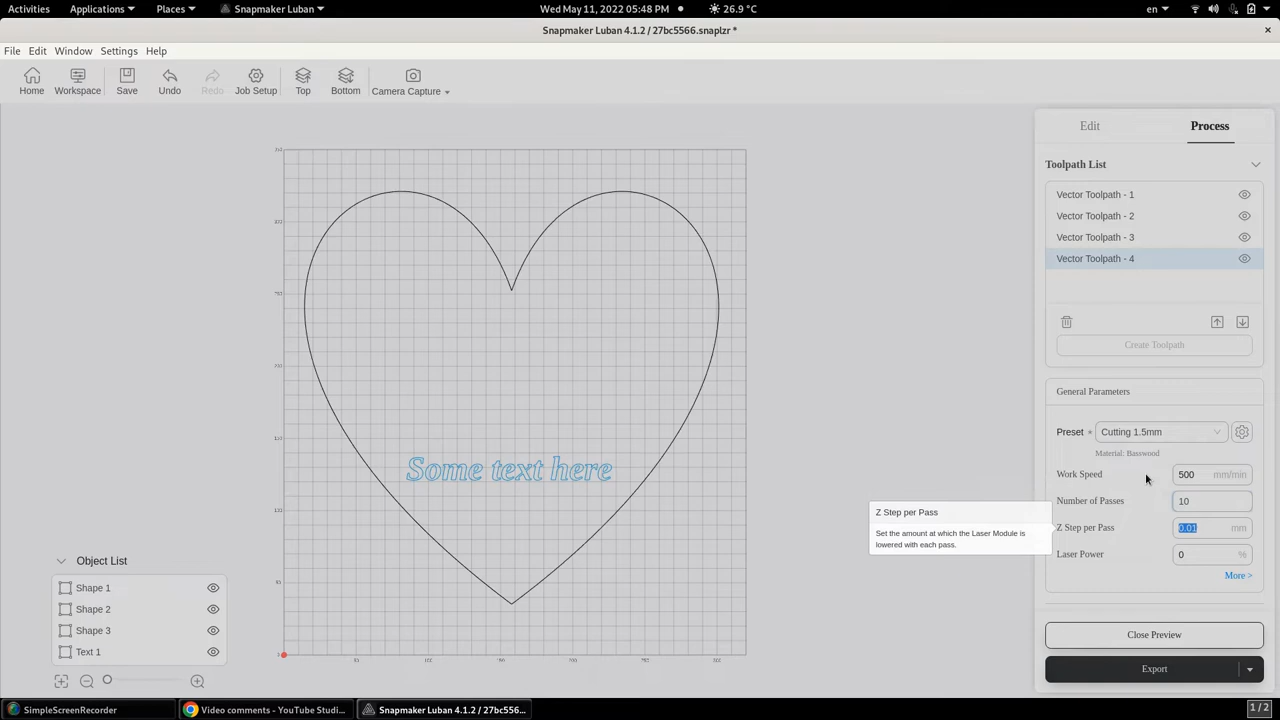 Activities Applications Places Snapmaker Luban Wed May 11, 2022 05:48 PM 26.9 °C en
Snapmaker Luban 4.1.2 / 27bc5566.snaplzr *
File Edit Window Settings Help
Home Workspace Save Undo Redo Job Setup Top Bottom Camera Capture
Edit Process
Toolpath List
Vector Toolpath - 1
Vector Toolpath - 2
Vector Toolpath - 3
Vector Toolpath - 4
Create Toolpath
General Parameters
Preset * Cutting 1.5mm
Material: Basswood
Work Speed 500 mm/min
Number of Passes 10
Z Step per Pass 0.01 mm
Laser Power 0 %
More >
Z Step per Pass
Set the amount at which the Laser Module is
lowered with each pass.
Some text here
Object List
Shape 1
Shape 2
Shape 3
Text 1
Close Preview
Export
SimpleScreenRecorder Video comments - YouTube Studi... Snapmaker Luban 4.1.2 / 27bc556... 1 / 2